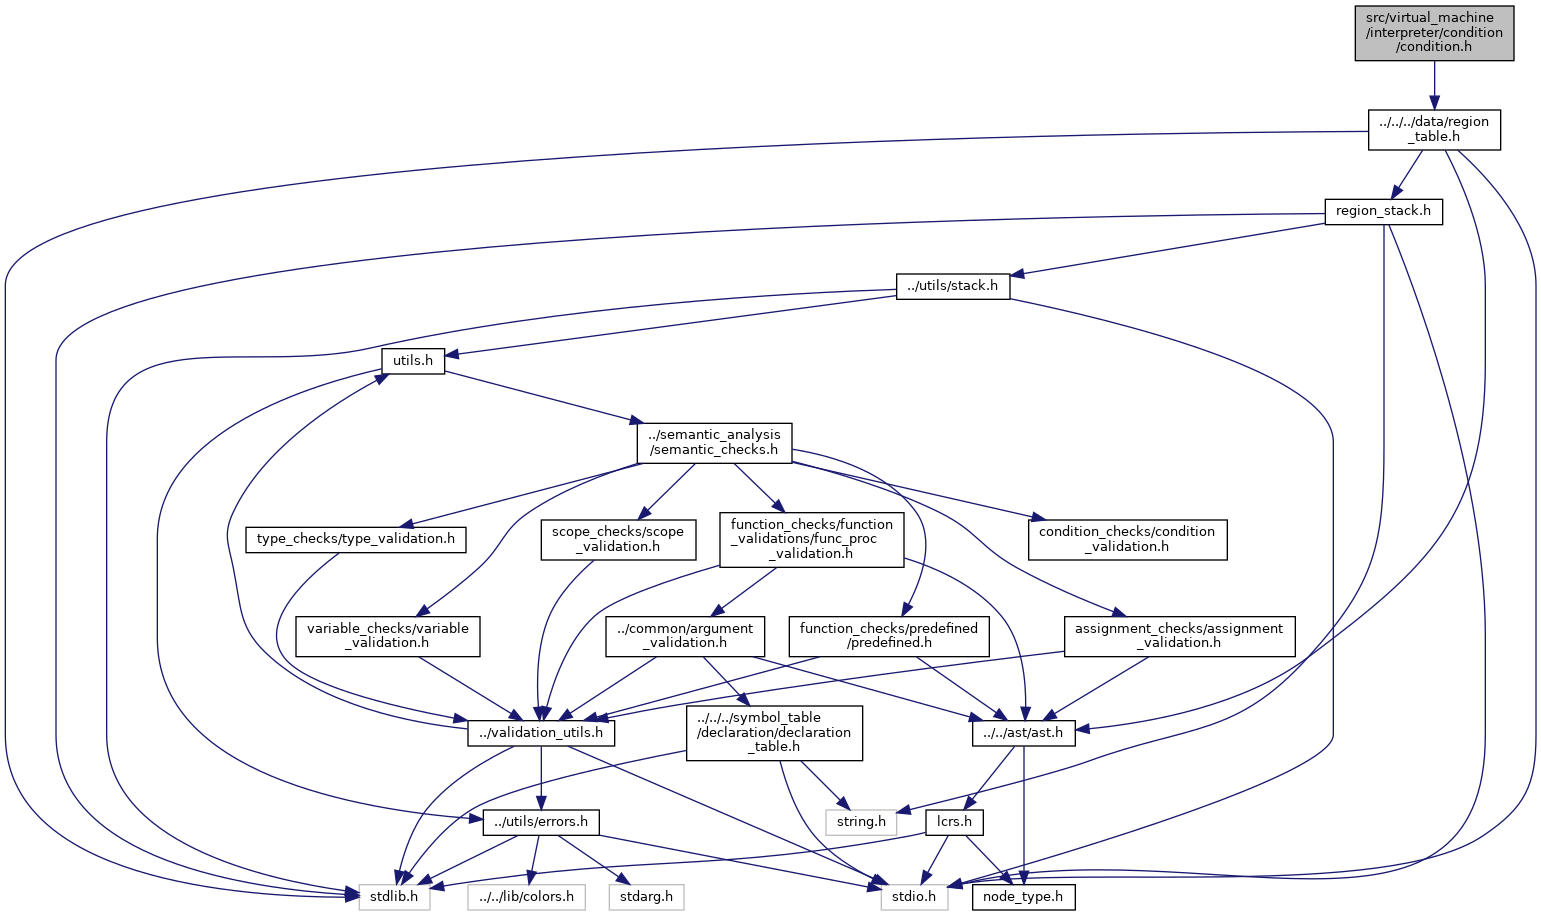 src/virtual_machine
/interpreter/condition
/condition.h
../../../data/region
_table.h
region_stack.h
../utils/stack.h
utils.h
../semantic_analysis
/semantic_checks.h
type_checks/type_validation.h
scope_checks/scope
_validation.h
function_checks/function
_validations/func_proc
_validation.h
condition_checks/condition
_validation.h
variable_checks/variable
_validation.h
../common/argument
_validation.h
function_checks/predefined
/predefined.h
assignment_checks/assignment
_validation.h
../validation_utils.h
../../../symbol_table
/declaration/declaration
_table.h
../../ast/ast.h
../utils/errors.h
string.h
lcrs.h
stdlib.h
../../lib/colors.h
stdarg.h
stdio.h
node_type.h